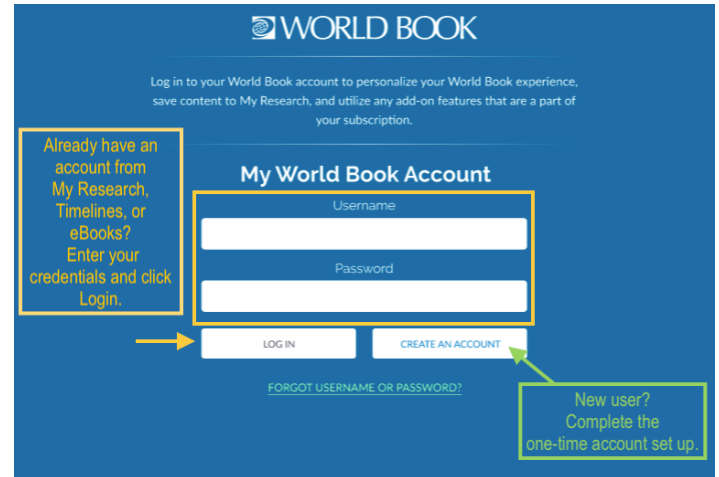 WORLD BOOK
Log in to your World Book account to personalize your World Book experience,
save content to My Research, and utilize any add-on features that are a part of
your subscription.
Already have an
account from
My Research,
Timelines, or
eBooks?
Enter your
credentials and click
Login.
My World Book Account
Username
Password
LOG IN
CREATE AN ACCOUNT
FORGOT USERNAME OR PASSWORD?
New user?
Complete the
one-time account set up.